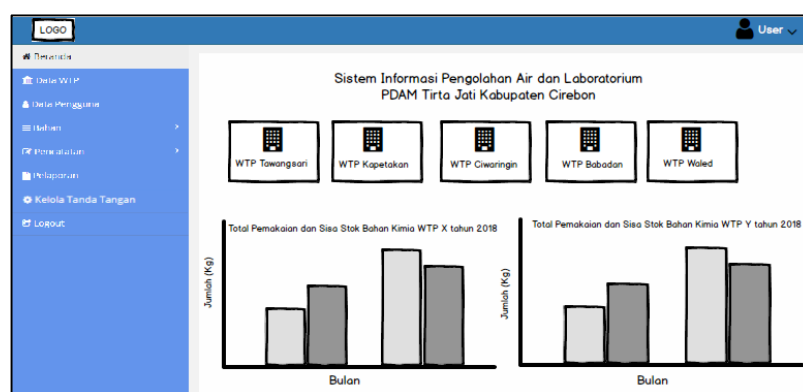 LOGO
User
Beranda
Data WTP
Data Pengguna
Bahan
Pencatatan
Pelaporan
Kelola Tanda Tangan
Logout
Sistem Informasi Pengolahan Air dan Laboratorium
PDAM Tirta Jati Kabupaten Cirebon
WTP Tawangsari
WTP Kapetakan
WTP Ciwaringin
WTP Babadan
WTP Waled
Total Pemakaian dan Sisa Stok Bahan Kimia WTP X tahun 2018
Jumlah (Kg)
Bulan
Total Pemakaian dan Sisa Stok Bahan Kimia WTP Y tahun 2018
Jumlah (Kg)
Bulan